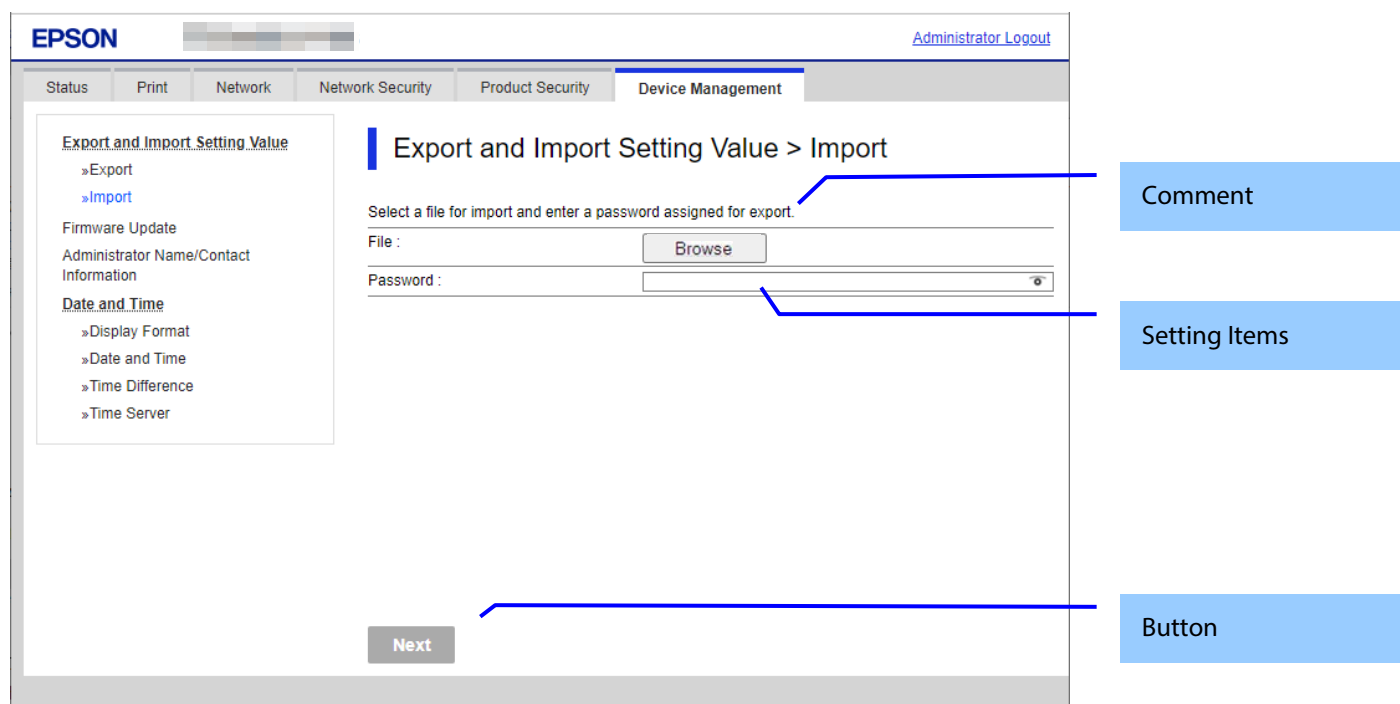 EPSON
Administrator Logout
Status Print Network Network Security Product Security Device Management
Export and Import Setting Value
»Export
»Import
Firmware Update
Administrator Name/Contact
Information
Date and Time
»Display Format
»Date and Time
»Time Difference
»Time Server
Export and Import Setting Value > Import
Select a file for import and enter a password assigned for export.
File :
Browse
Password :
Next
Comment
Setting Items
Button